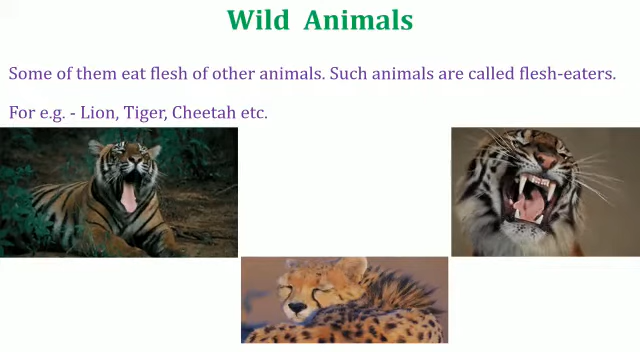 Wild Animals
Some of them eat flesh of other animals. Such animals are called flesh-eaters.
For e.g. - Lion, Tiger, Cheetah etc.